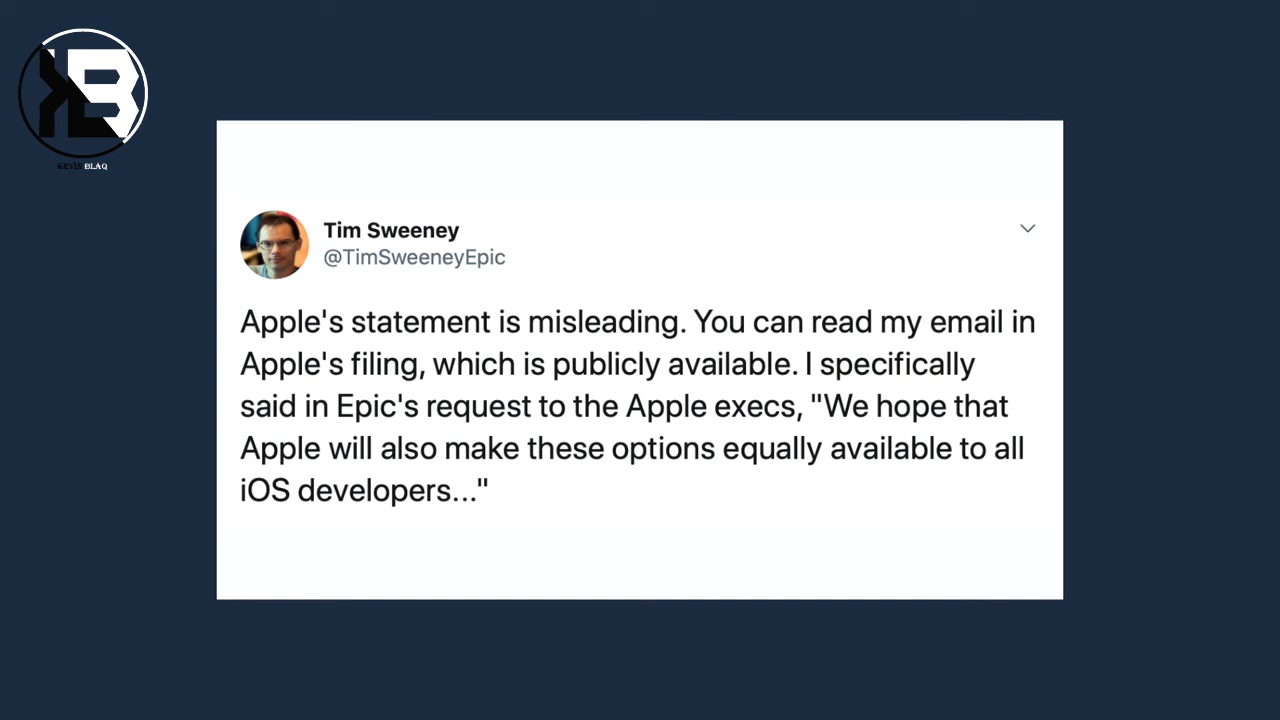 KB
KEVIN BLAQ
Tim Sweeney
@TimSweeneyEpic
Apple's statement is misleading. You can read my email in
Apple's filing, which is publicly available. I specifically
said in Epic's request to the Apple execs, "We hope that
Apple will also make these options equally available to all
iOS developers..."